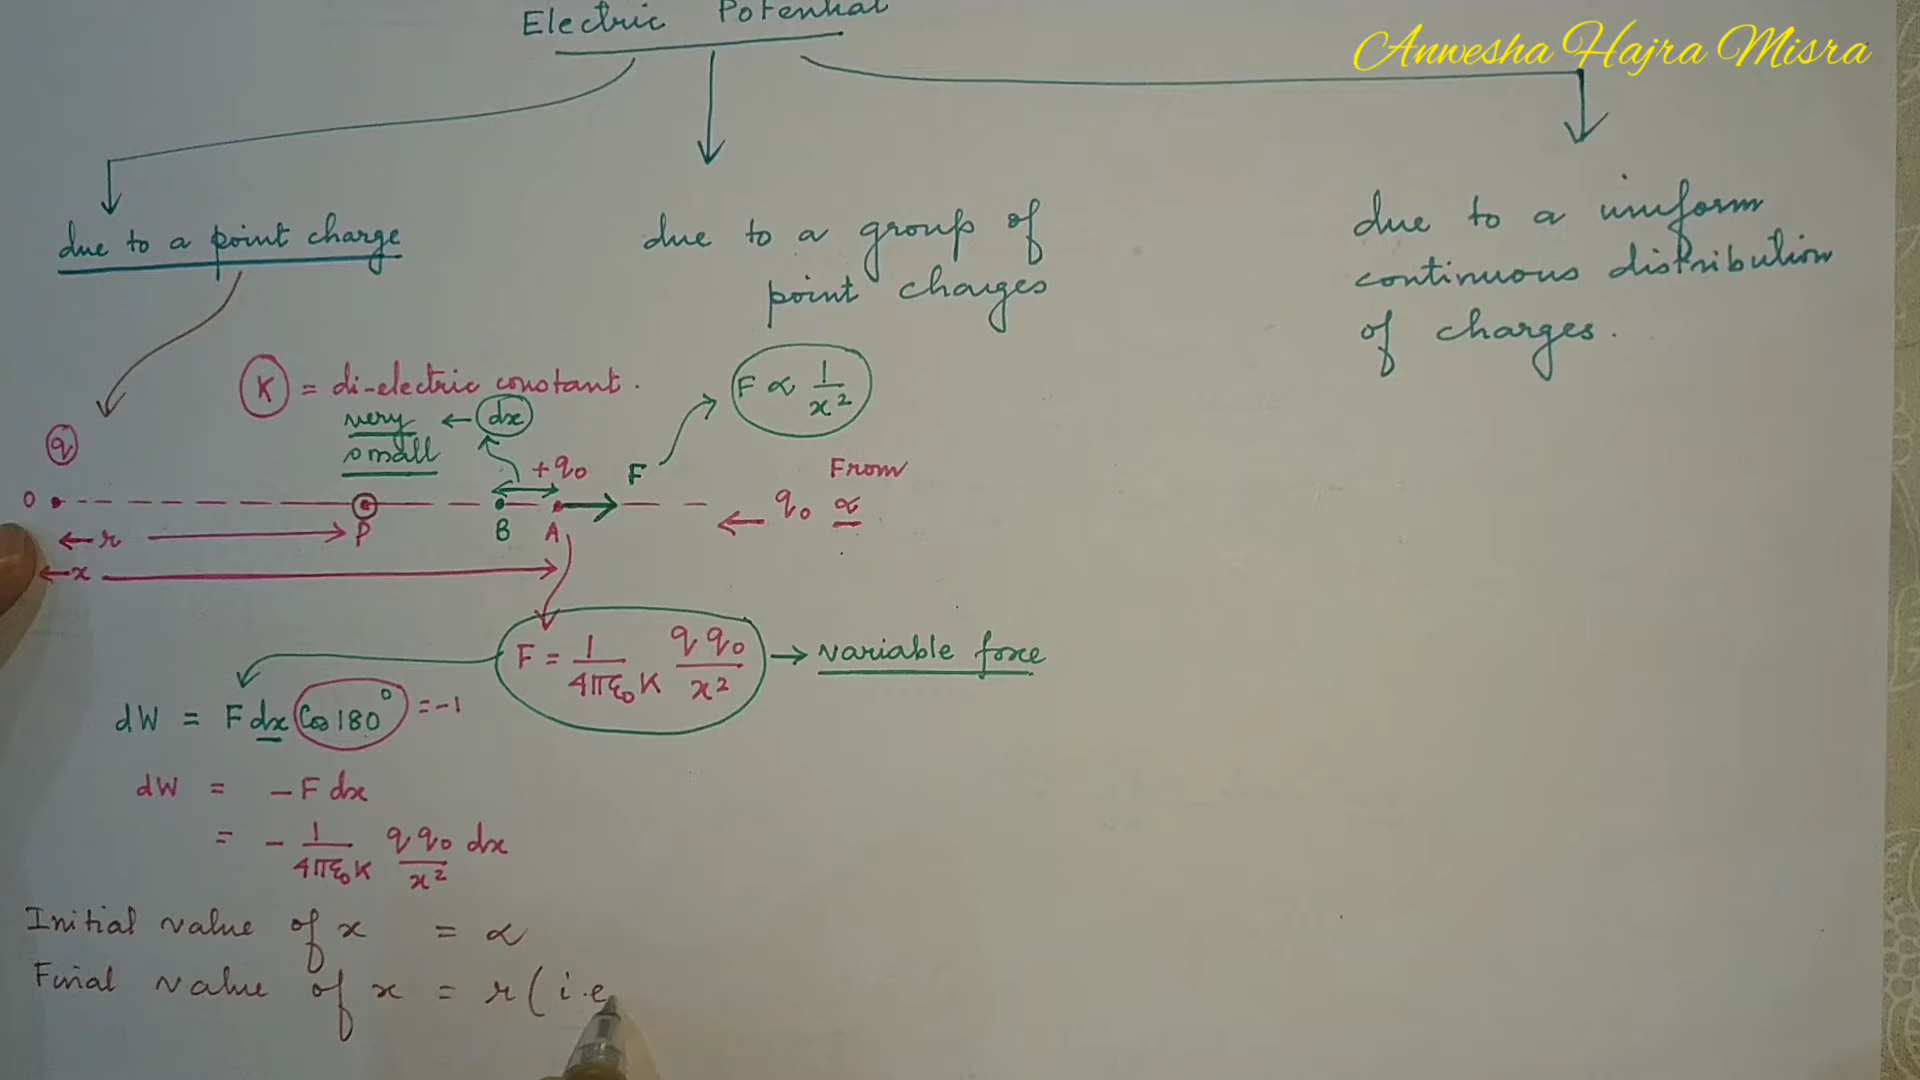 Electric Potential
Anwesha Hajra Misra
due to a point charge
due to a group of
point charges
due to a uniform
continuous distribution
of charges.
K = di-electric constant.
very ← dx
small
F ∝ 1/x²
q
+q₀
F
From
O
P
B
A
← q₀ ∝
← r →
← x →
F = 1/4πε₀K qq₀/x² → variable force
dW = F dx Cos 180° = -1
dW = - F dx
= - 1/4πε₀K qq₀/x² dx
Initial value of x = ∝
Final value of x = r (i.e